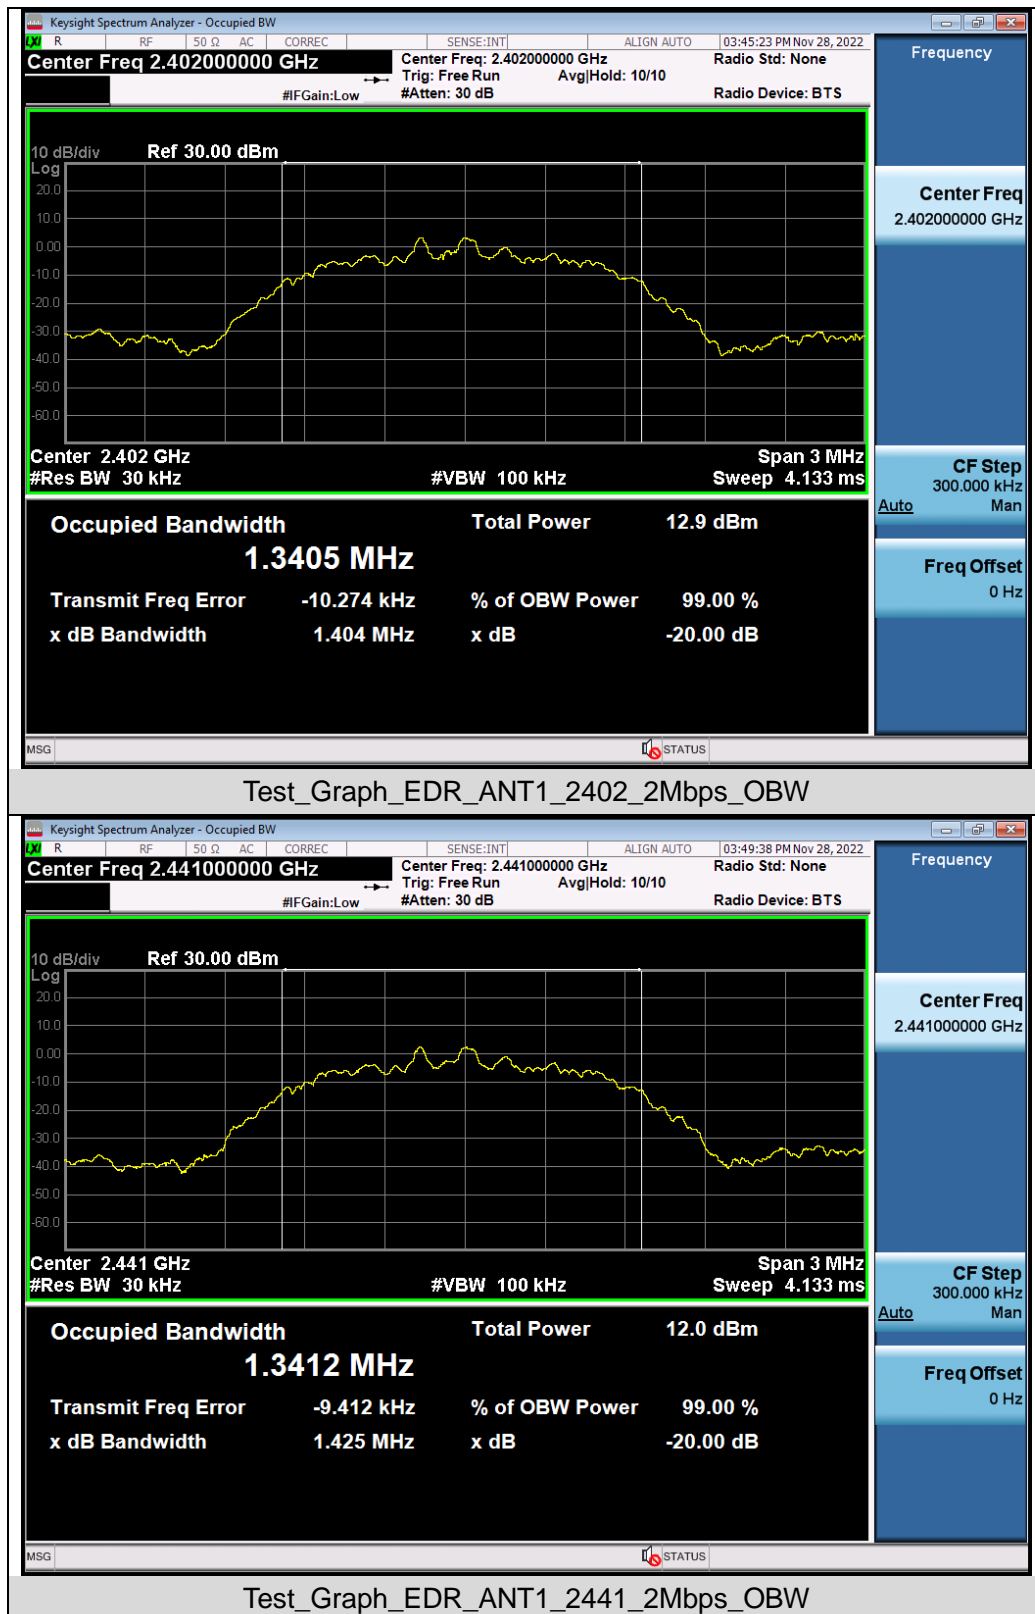 Keysight Spectrum Analyzer - Occupied BW
LXI R RF 50 Ω AC CORREC SENSE:INT ALIGN AUTO 03:45:23 PM Nov 28, 2022
Center Freq 2.402000000 GHz
Center Freq: 2.402000000 GHz
Radio Std: None
Trig: Free Run Avg|Hold: 10/10
#IFGain:Low
#Atten: 30 dB
Radio Device: BTS
Frequency
10 dB/div Ref 30.00 dBm
Log
20.0
10.0
0.00
-10.0
-20.0
-30.0
-40.0
-50.0
-60.0
Center Freq
2.402000000 GHz
Center 2.402 GHz Span 3 MHz
#Res BW 30 kHz #VBW 100 kHz Sweep 4.133 ms
CF Step
300.000 kHz
Auto Man
Freq Offset
0 Hz
Occupied Bandwidth Total Power 12.9 dBm
1.3405 MHz
Transmit Freq Error -10.274 kHz % of OBW Power 99.00 %
x dB Bandwidth 1.404 MHz x dB -20.00 dB
MSG STATUS
Test_Graph_EDR_ANT1_2402_2Mbps_OBW
Keysight Spectrum Analyzer - Occupied BW
LXI R RF 50 Ω AC CORREC SENSE:INT ALIGN AUTO 03:49:38 PM Nov 28, 2022
Center Freq 2.441000000 GHz
Center Freq: 2.441000000 GHz
Radio Std: None
Trig: Free Run Avg|Hold: 10/10
#IFGain:Low
#Atten: 30 dB
Radio Device: BTS
Frequency
10 dB/div Ref 30.00 dBm
Log
20.0
10.0
0.00
-10.0
-20.0
-30.0
-40.0
-50.0
-60.0
Center Freq
2.441000000 GHz
Center 2.441 GHz Span 3 MHz
#Res BW 30 kHz #VBW 100 kHz Sweep 4.133 ms
CF Step
300.000 kHz
Auto Man
Freq Offset
0 Hz
Occupied Bandwidth Total Power 12.0 dBm
1.3412 MHz
Transmit Freq Error -9.412 kHz % of OBW Power 99.00 %
x dB Bandwidth 1.425 MHz x dB -20.00 dB
MSG STATUS
Test_Graph_EDR_ANT1_2441_2Mbps_OBW